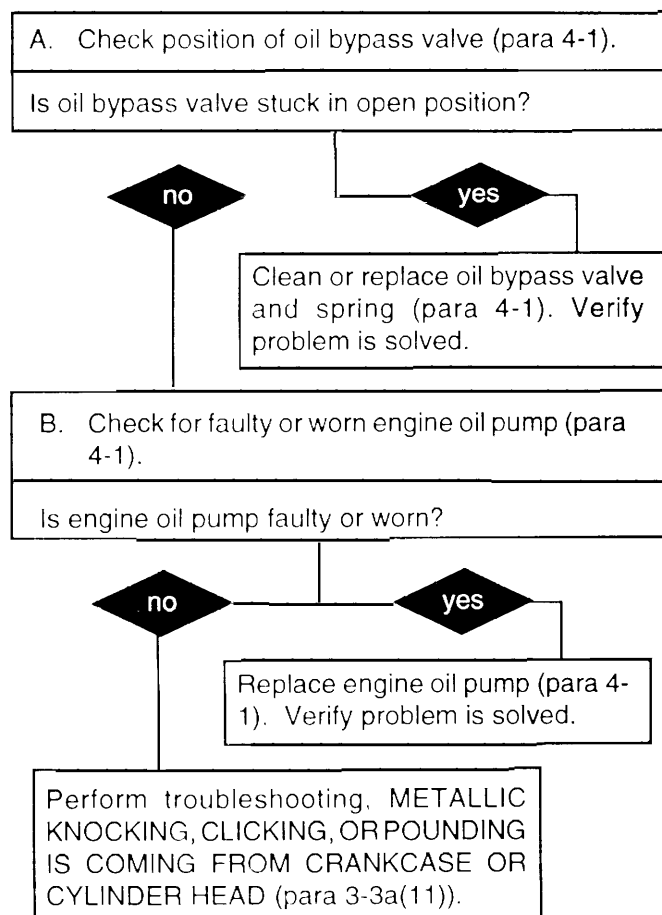 A. Check position of oil bypass valve (para 4-1).
Is oil bypass valve stuck in open position?
no
yes
Clean or replace oil bypass valve
and spring (para 4-1). Verify
problem is solved.
B. Check for faulty or worn engine oil pump (para
4-1).
Is engine oil pump faulty or worn?
no
yes
Replace engine oil pump (para 4-
1). Verify problem is solved.
Perform troubleshooting, METALLIC
KNOCKING, CLICKING, OR POUNDING
IS COMING FROM CRANKCASE OR
CYLINDER HEAD (para 3-3a(11)).